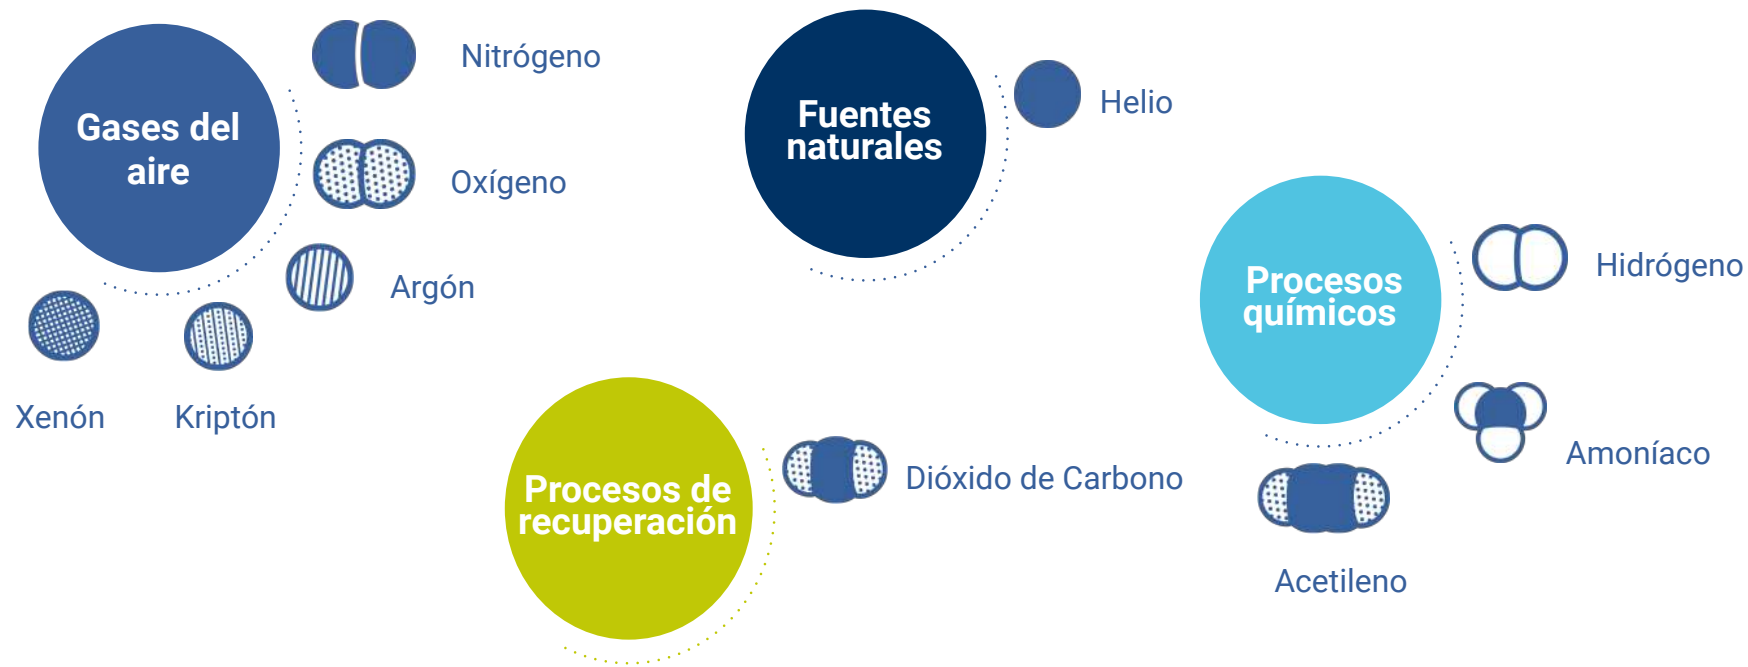 Gases del
aire
Nitrógeno
Oxígeno
Argón
Kriptón
Xenón
Fuentes
naturales
Helio
Procesos de
recuperación
Dióxido de Carbono
Procesos
químicos
Hidrógeno
Amoníaco
Acetileno